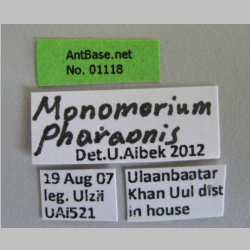 AntBase.net
No. 01118
Monomorium
Pharaonis
Det.U.Aibek 2012
19 Aug 07
leg. Ulzii
UAi521
Ulaanbaatar
Khan Uul dist
in house